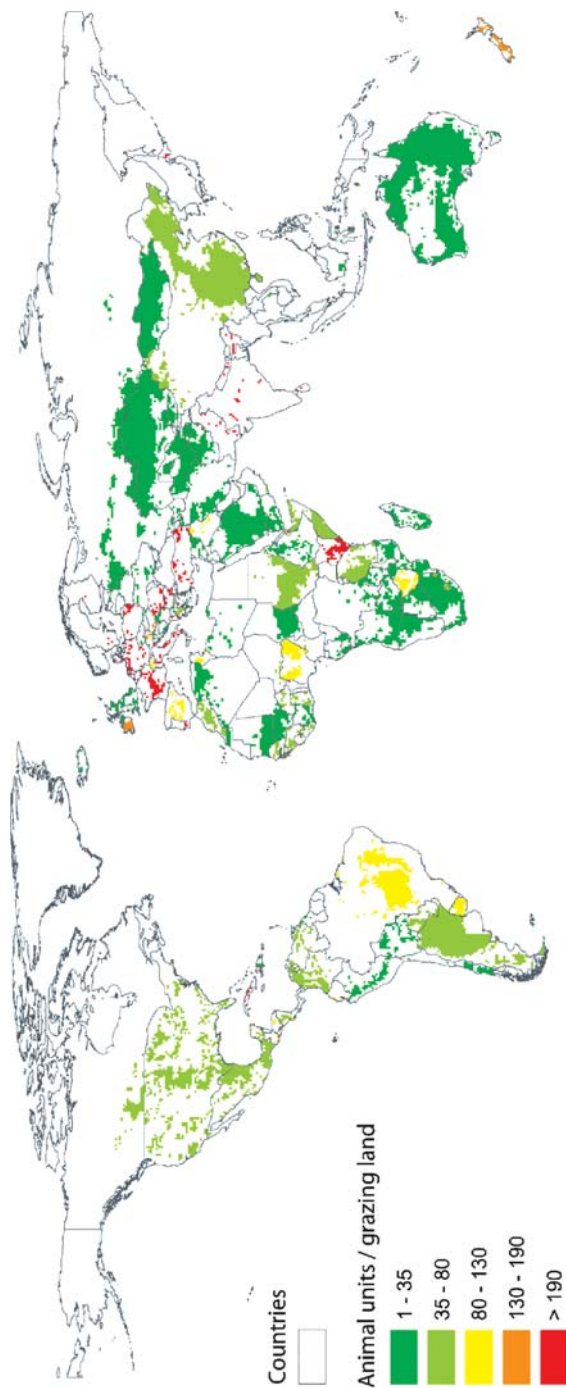 Countries
Animal units / grazing land
1 - 35
35 - 80
80 - 130
130 - 190
> 190